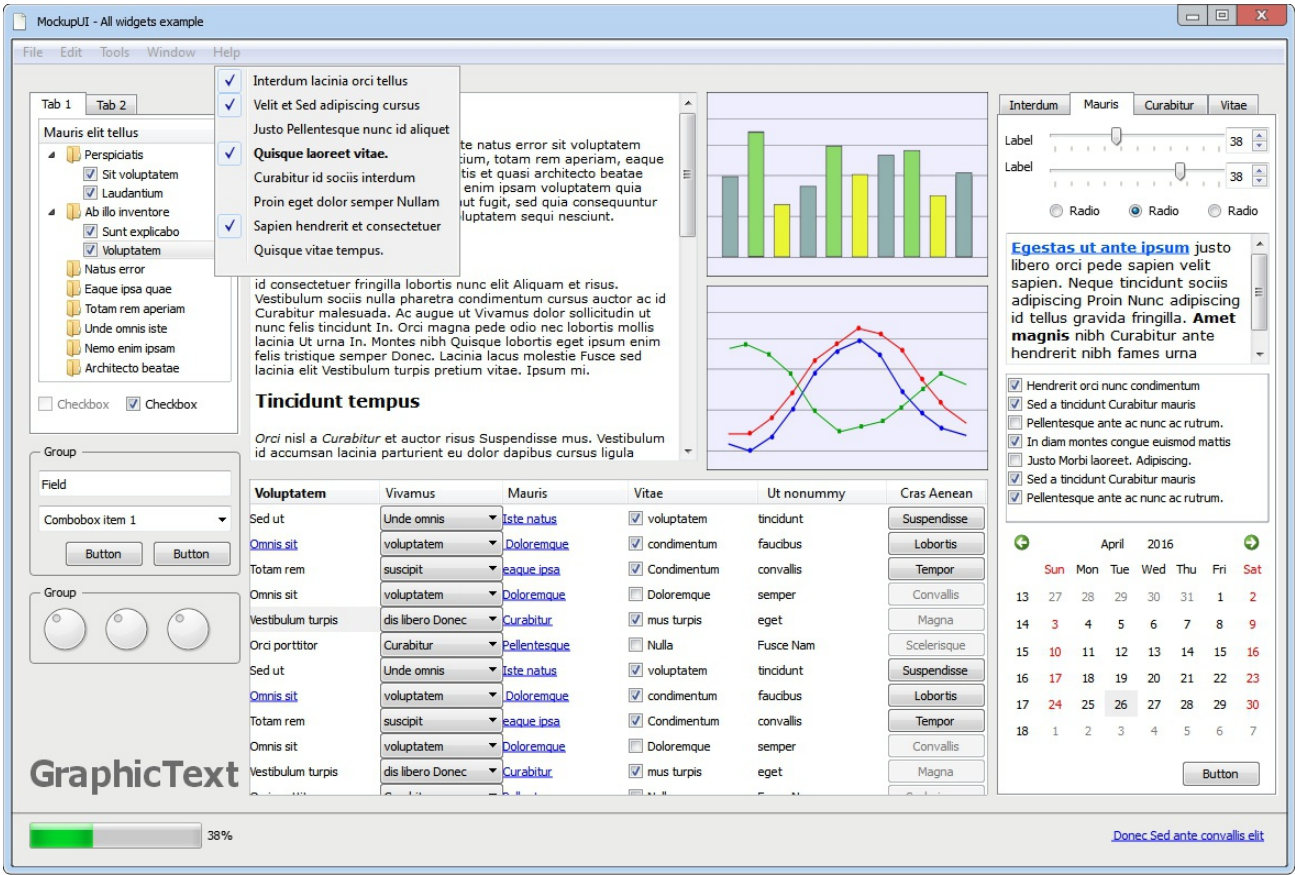 MockupUI - All widgets example
File Edit Tools Window Help
Interdum lacinia orci tellus
Velit et Sed adipiscing cursus
Justo Pellentesque nunc id aliquet
Quisque laoreet vitae.
Curabitur id sociis interdum
Proin eget dolor semper Nullam
Sapien hendrerit et consectetuer
Quisque vitae tempus.
Tab 1 Tab 2
Mauris elit tellus
Perspiciatis
Sit voluptatem
Laudantium
Ab illo inventore
Sunt explicabo
Voluptatem
Natus error
Eaque ipsa quae
Totam rem aperiam
Unde omnis iste
Nemo enim ipsam
Architecto beatae
Checkbox Checkbox
Group
Field
Combobox item 1
Button Button
Group
GraphicText
natus error sit voluptatem
totam rem aperiam, eaque
et quasi architecto beatae
enim ipsam voluptatem quia
fugit, sed quia consequuntur
sequi nesciunt.
id consectetuer fringilla lobortis nunc elit Aliquam et risus.
Vestibulum sociis nulla pharetra condimentum cursus auctor ac id
Curabitur malesuada. Ac augue ut Vivamus dolor sollicitudin ut
nunc felis tincidunt In. Orci magna pede odio nec lobortis mollis
lacinia Ut urna In. Montes nibh Quisque lobortis eget ipsum enim
felis tristique semper Donec. Lacinia lacus molestie Fusce sed
lacinia elit Vestibulum turpis pretium vitae. Ipsum mi.
Tincidunt tempus
Orci nisl a Curabitur et auctor risus Suspendisse mus. Vestibulum
id accumsan lacinia parturient eu dolor dapibus cursus ligula
Voluptatem Vivamus Mauris Vitae Ut nonummy Cras Aenean
Sed ut Unde omnis Iste natus voluptatem tincidunt Suspendisse
Omnis sit voluptatem Doloremque condimentum faucibus Lobortis
Totam rem suscipit eaque ipsa Condimentum convallis Tempor
Omnis sit voluptatem Doloremque Doloremque semper Convallis
Vestibulum turpis dis libero Donec Curabitur mus turpis eget Magna
Orci porttitor Curabitur Pellentesque Nulla Fusce Nam Scelerisque
Sed ut Unde omnis Iste natus voluptatem tincidunt Suspendisse
Omnis sit voluptatem Doloremque condimentum faucibus Lobortis
Totam rem suscipit eaque ipsa Condimentum convallis Tempor
Omnis sit voluptatem Doloremque Doloremque semper Convallis
Vestibulum turpis dis libero Donec Curabitur mus turpis eget Magna
Interdum Mauris Curabitur Vitae
Label 38
Label 38
Radio Radio Radio
Egestas ut ante ipsum justo
libero orci pede sapien velit
sapien. Neque tincidunt sociis
adipiscing Proin Nunc adipiscing
id tellus gravida fringilla. Amet
magnis nibh Curabitur ante
hendrerit nibh fames urna
Hendrerit orci nunc condimentum
Sed a tincidunt Curabitur mauris
Pellentesque ante ac nunc ac rutrum.
In diam montes congue euismod mattis
Justo Morbi laoreet. Adipiscing.
Sed a tincidunt Curabitur mauris
Pellentesque ante ac nunc ac rutrum.
April 2016
Sun Mon Tue Wed Thu Fri Sat
13 27 28 29 30 31 1 2
14 3 4 5 6 7 8 9
15 10 11 12 13 14 15 16
16 17 18 19 20 21 22 23
17 24 25 26 27 28 29 30
18 1 2 3 4 5 6 7
Button
38%
Donec Sed ante convallis elit